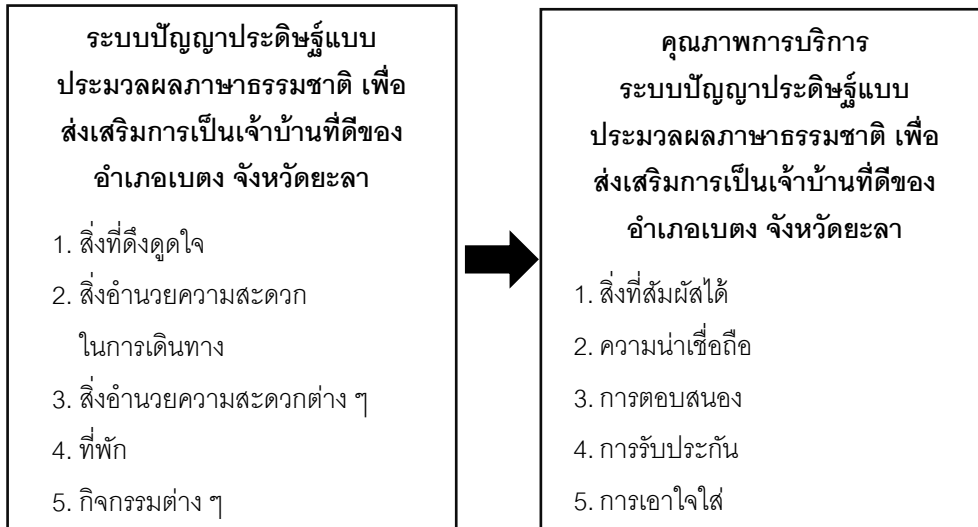 ระบบปัญญาประดิษฐ์แบบ
ประมวลผลภาษาธรรมชาติ เพื่อ
ส่งเสริมการเป็นเจ้าบ้านที่ดีของ
อำเภอเบตง จังหวัดยะลา
1. สิ่งที่ดึงดูดใจ
2. สิ่งอำนวยความสะดวก
ในการเดินทาง
3. สิ่งอำนวยความสะดวกต่าง ๆ
4. ที่พัก
5. กิจกรรมต่าง ๆ
คุณภาพการบริการ
ระบบปัญญาประดิษฐ์แบบ
ประมวลผลภาษาธรรมชาติ เพื่อ
ส่งเสริมการเป็นเจ้าบ้านที่ดีของ
อำเภอเบตง จังหวัดยะลา
1. สิ่งที่สัมผัสได้
2. ความน่าเชื่อถือ
3. การตอบสนอง
4. การรับประกัน
5. การเอาใจใส่